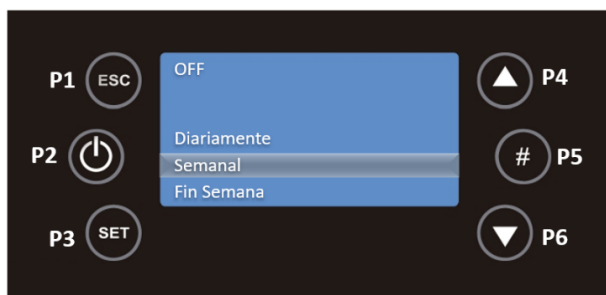 P1 ESC
OFF
P4
P2
Diariamente
Semanal
# P5
Fin Semana
P3 SET
P6